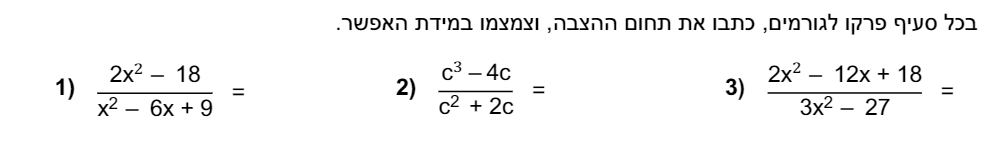 בכל סעיף פרקו לגורמים, כתבו את תחום ההצבה, וצמצמו במידת האפשר.
1) (2x² – 18)/(x² – 6x + 9) = 2) (c³ – 4c)/(c² + 2c) = 3) (2x² – 12x + 18)/(3x² – 27) =